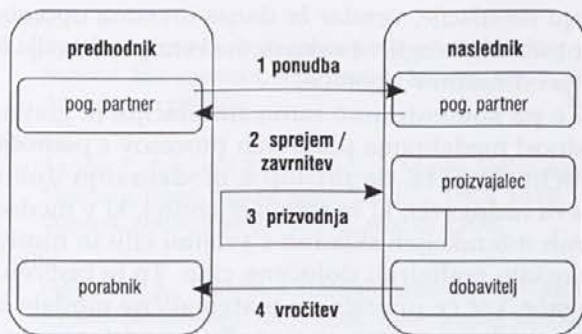 predhodnik
naslednik
1 ponudba
pog. partner
pog. partner
2 sprejem /
zavrnitev
proizvajalec
3 prizvodnja
porabnik
dobavitelj
4 vročitev